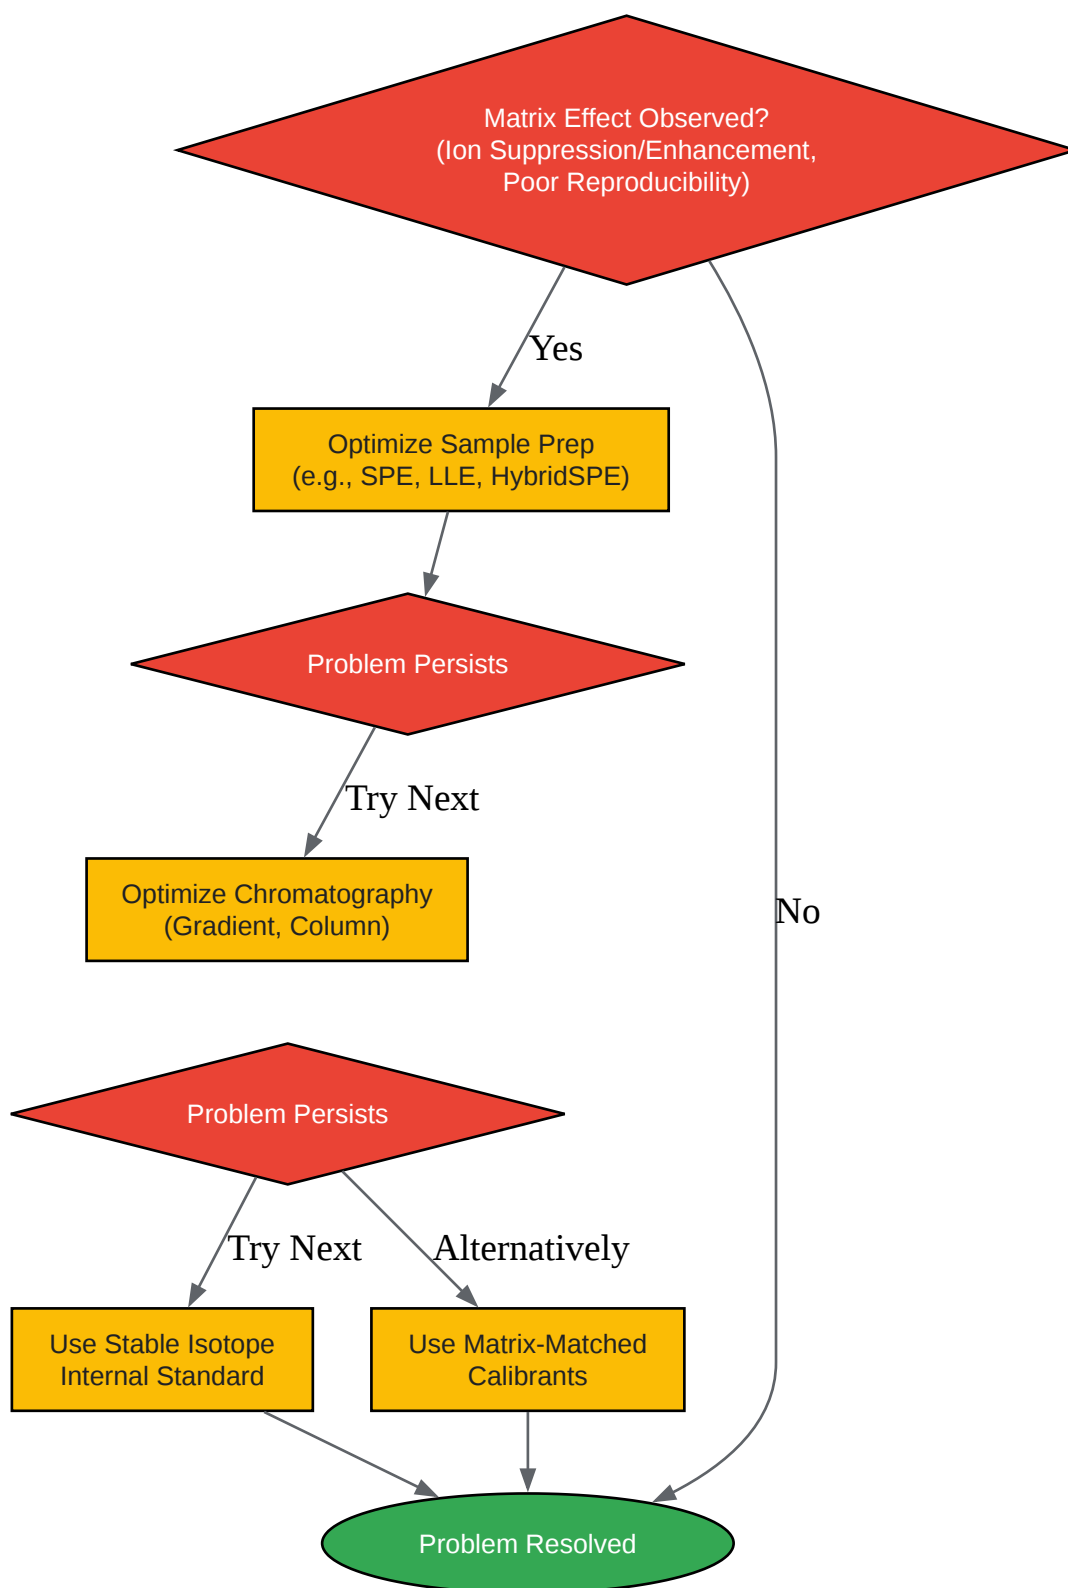 Matrix Effect Observed?
(Ion Suppression/Enhancement,
Poor Reproducibility)
Yes
Optimize Sample Prep
(e.g., SPE, LLE, HybridSPE)
Problem Persists
Try Next
Optimize Chromatography
(Gradient, Column)
No
Problem Persists
Try Next
Alternatively
Use Stable Isotope
Internal Standard
Use Matrix-Matched
Calibrants
Problem Resolved